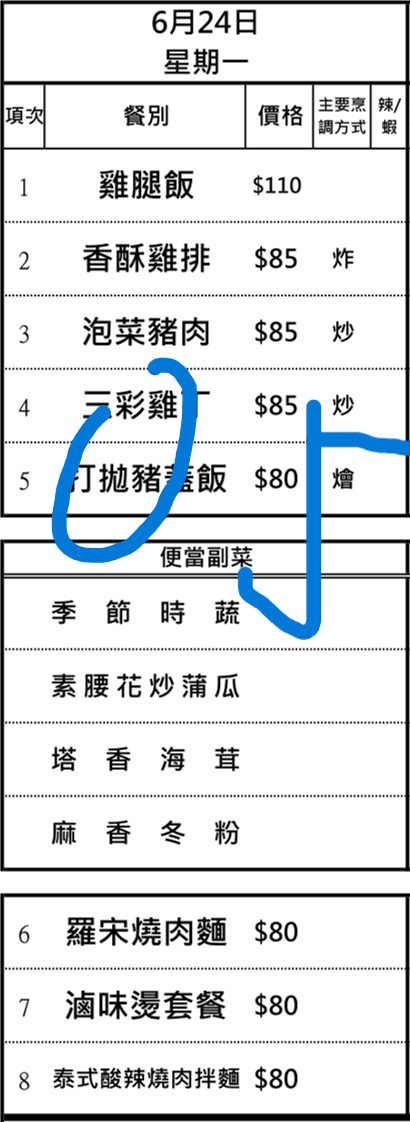 6月24日
星期一
項次 餐別 價格 主要烹調方式 辣/蝦
1 雞腿飯 $110
2 香酥雞排 $85 炸
3 泡菜豬肉 $85 炒
4 三彩雞丁 $85 炒
5 打拋豬蓋飯 $80 燴
便當副菜
季節時蔬
素腰花炒蒲瓜
塔香海茸
麻香冬粉
6 羅宋燒肉麵 $80
7 滷味燙套餐 $80
8 泰式酸辣燒肉拌麵 $80